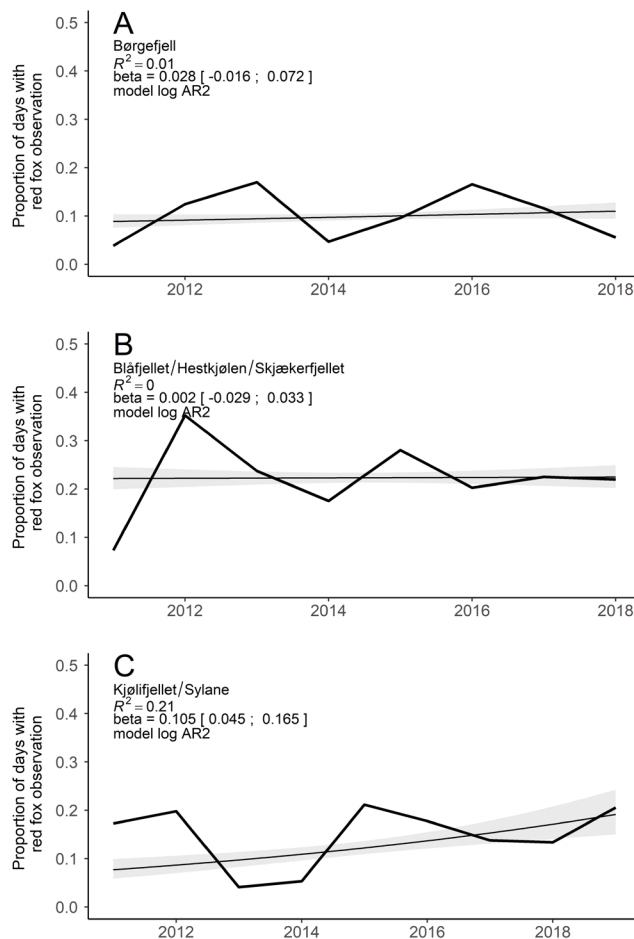 A
Børgefjell
R² = 0.01
beta = 0.028 [ -0.016 ;  0.072 ]
model log AR2
Proportion of days with
red fox observation
0.5
0.4
0.3
0.2
0.1
0.0
2012 2014 2016 2018
B
Blåfjellet/Hestkjølen/Skjækerfjellet
R² = 0
beta = 0.002 [ -0.029 ;  0.033 ]
model log AR2
Proportion of days with
red fox observation
0.5
0.4
0.3
0.2
0.1
0.0
2012 2014 2016 2018
C
Kjølifjellet/Sylane
R² = 0.21
beta = 0.105 [ 0.045 ;  0.165 ]
model log AR2
Proportion of days with
red fox observation
0.5
0.4
0.3
0.2
0.1
0.0
2012 2014 2016 2018